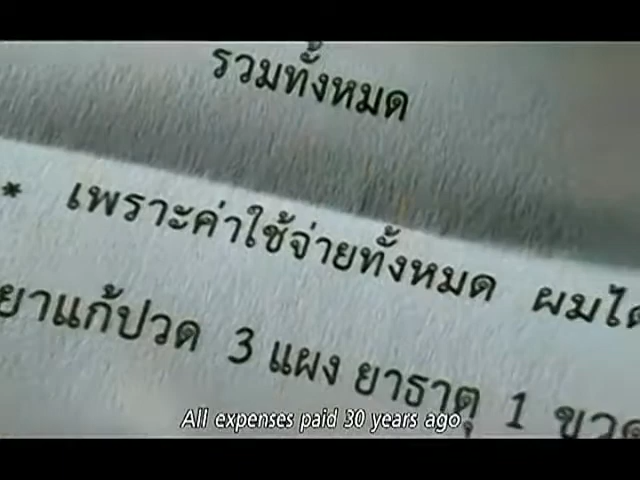 รวมทั้งหมด
* เพราะค่าใช้จ่ายทั้งหมด ผมได้
ยาแก้ปวด 3 แผง ยาธาตุ 1 ขวด
All expenses paid 30 years ago